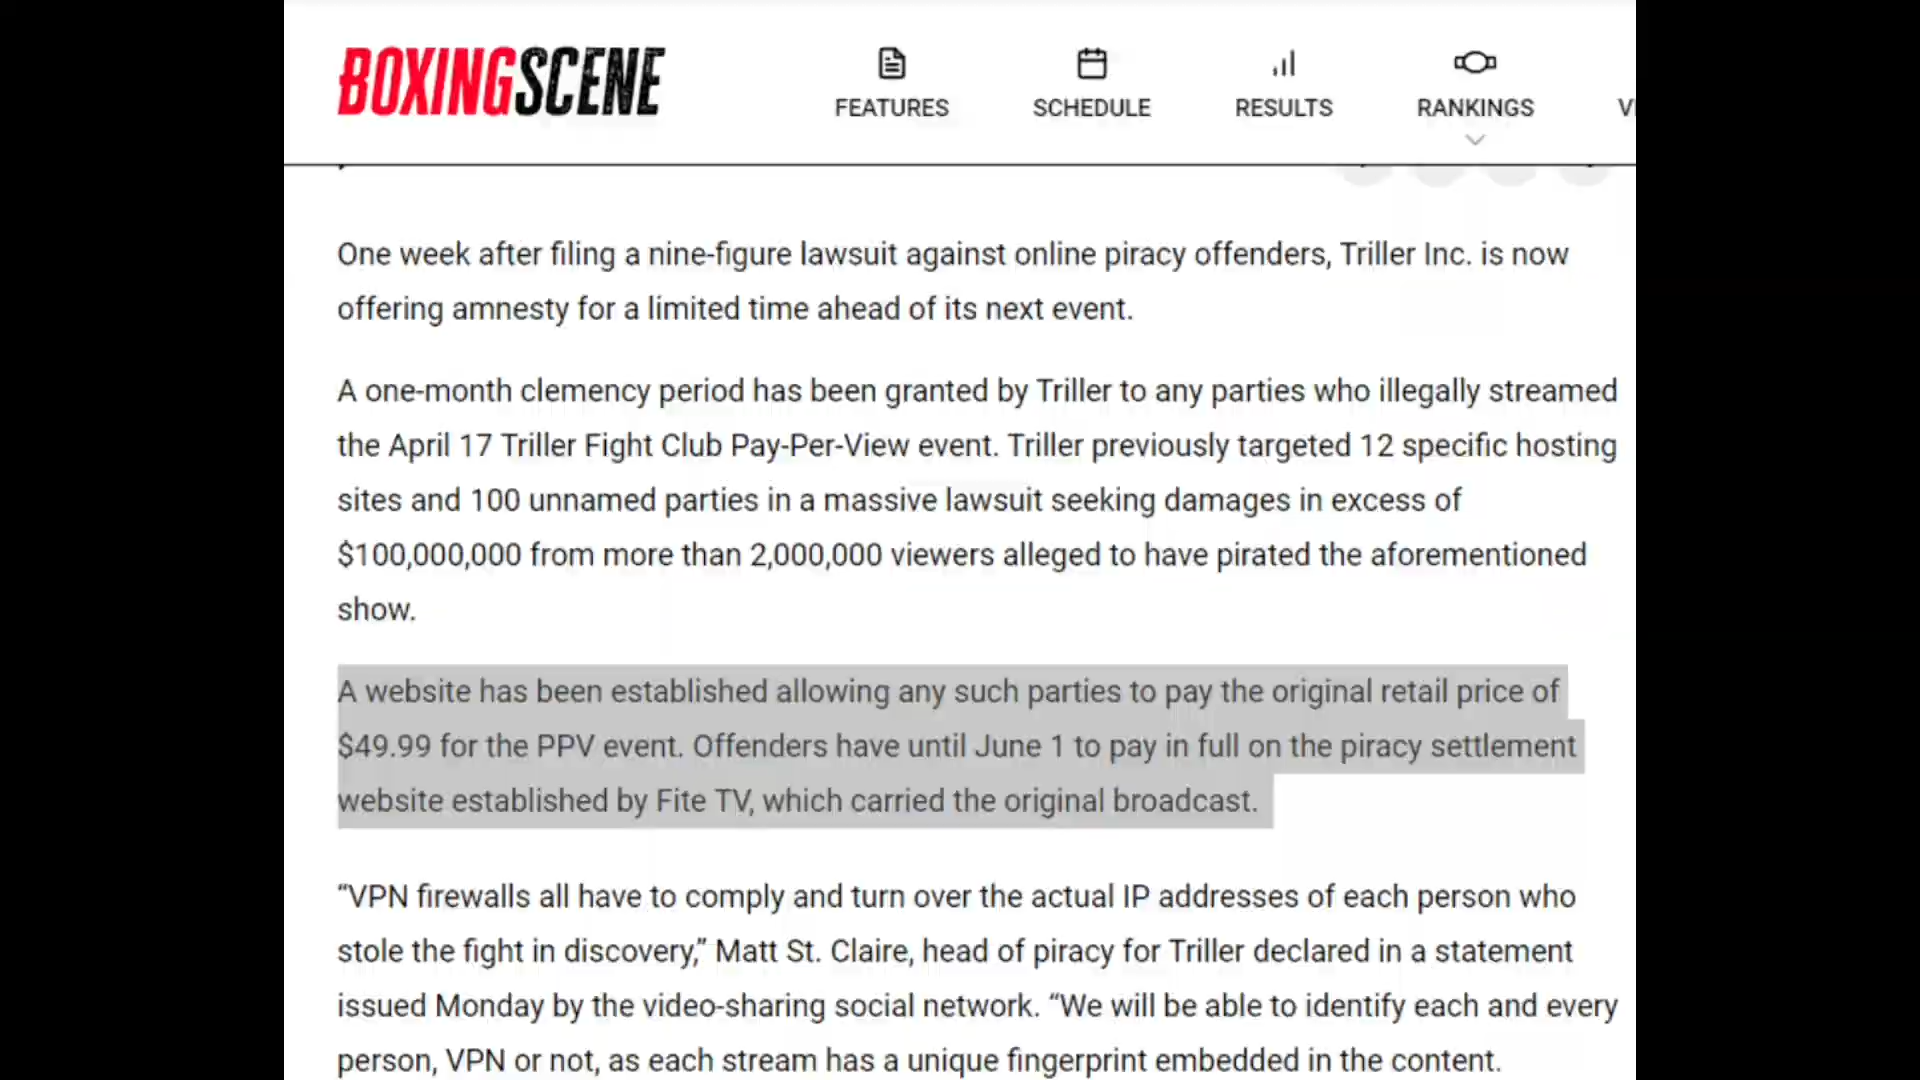 BOXINGSCENE
FEATURES
SCHEDULE
RESULTS
RANKINGS
One week after filing a nine-figure lawsuit against online piracy offenders, Triller Inc. is now
offering amnesty for a limited time ahead of its next event.
A one-month clemency period has been granted by Triller to any parties who illegally streamed
the April 17 Triller Fight Club Pay-Per-View event. Triller previously targeted 12 specific hosting
sites and 100 unnamed parties in a massive lawsuit seeking damages in excess of
$100,000,000 from more than 2,000,000 viewers alleged to have pirated the aforementioned
show.
A website has been established allowing any such parties to pay the original retail price of
$49.99 for the PPV event. Offenders have until June 1 to pay in full on the piracy settlement
website established by Fite TV, which carried the original broadcast.
“VPN firewalls all have to comply and turn over the actual IP addresses of each person who
stole the fight in discovery,” Matt St. Claire, head of piracy for Triller declared in a statement
issued Monday by the video-sharing social network. “We will be able to identify each and every
person, VPN or not, as each stream has a unique fingerprint embedded in the content.